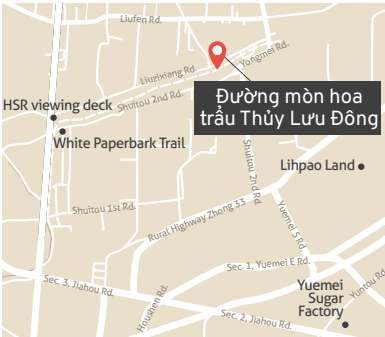 Liufen Rd.
Yongmei Rd.
Liuzixiang Rd.
Shuitou 2nd Rd.
Đường mòn hoa
trẩu Thủy Lưu Đông
HSR viewing deck
White Paperbark Trail
Shuitou 2nd Rd.
Lihpao Land
Shuitou 1st Rd.
Rural Highway Zhong 33
Yuemei S Rd.
Sec. 1, Yuemei E Rd.
Sec. 3, Jiahou Rd.
Houshen Rd.
Sec. 2, Jiahou Rd.
Yuntou Rd.
Yuemei
Sugar
Factory